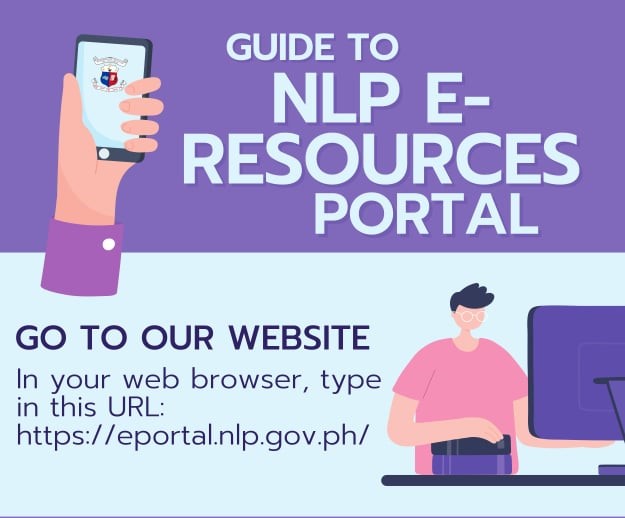 GUIDE TO
NLP E-
RESOURCES
PORTAL
GO TO OUR WEBSITE
In your web browser, type
in this URL:
https://eportal.nlp.gov.ph/